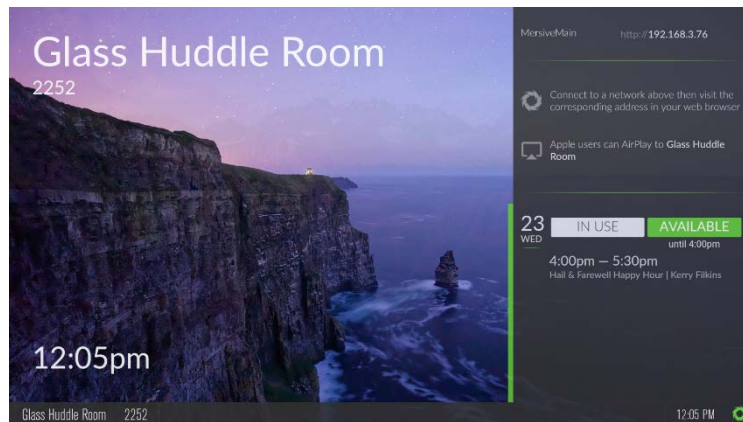 Glass Huddle Room
2252
12:05pm
MersiveMain http://192.168.3.76
Connect to a network above then visit the
corresponding address in your web browser
Apple users can AirPlay to Glass Huddle
Room
23
WED
IN USE AVAILABLE
until 4:00pm
4:00pm — 5:30pm
Hail & Farewell Happy Hour | Kerry Filkins
Glass Huddle Room 2252 12:05 PM